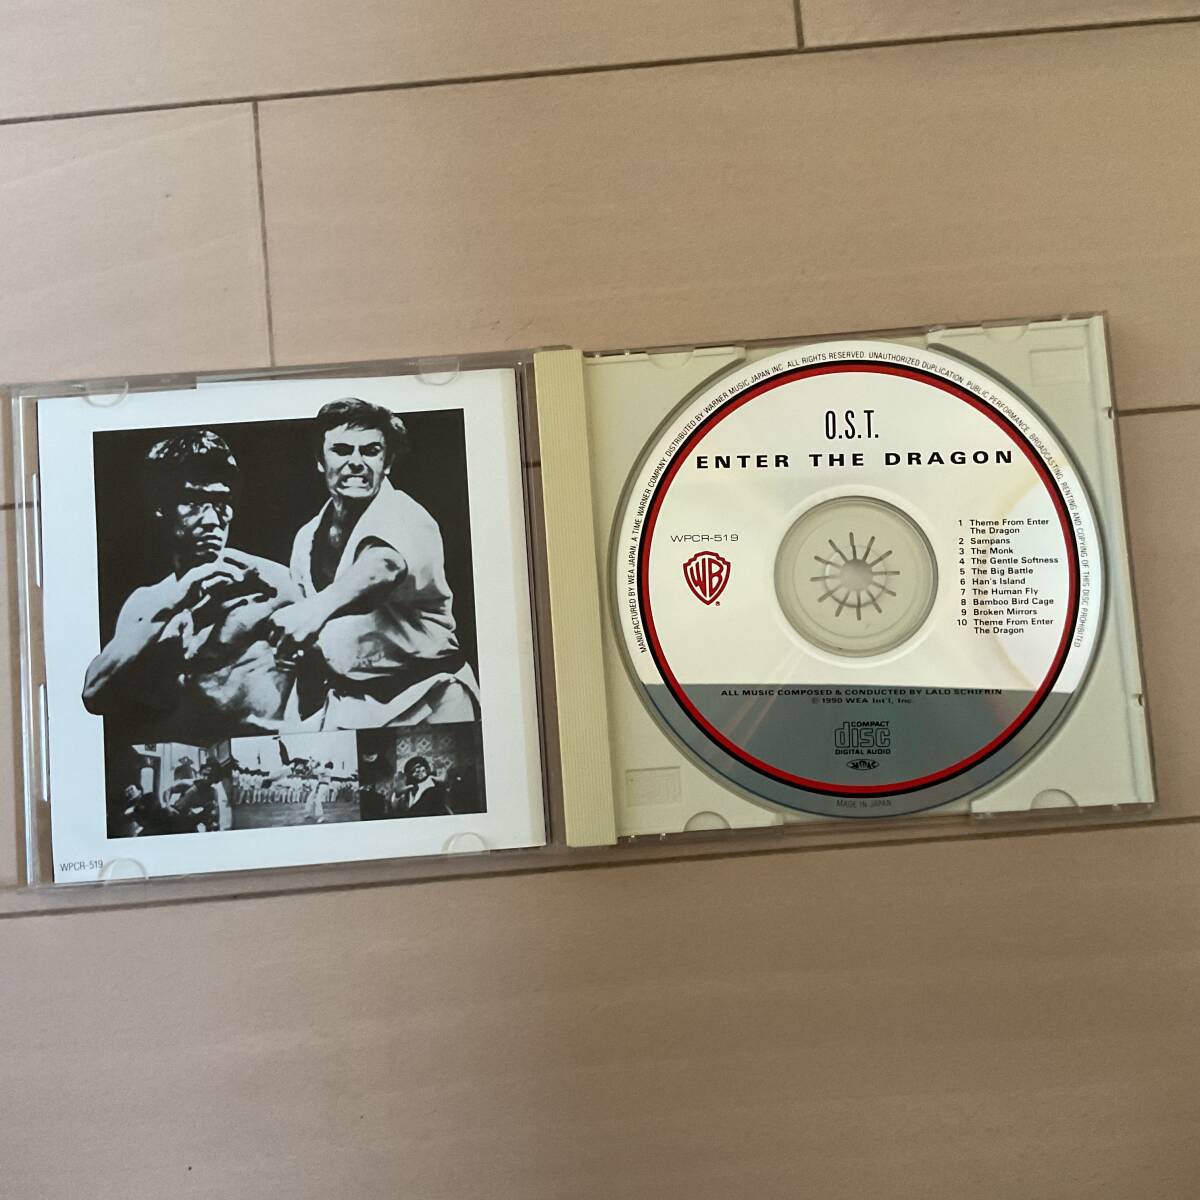 WPCR-519
MANUFACTURED BY WEA JAPAN, A TIME WARNER COMPANY. DISTRIBUTED BY WARNER MUSIC JAPAN INC. ALL RIGHTS RESERVED. UNAUTHORIZED DUPLICATION, PUBLIC PERFORMANCE, BROADCASTING, RENTING AND COPYING OF THIS DISC PROHIBITED
O.S.T.
ENTER THE DRAGON
WPCR-519
WB
®
1 Theme From Enter
The Dragon
2 Sampans
3 The Monk
4 The Gentle Softness
5 The Big Battle
6 Han's Island
7 The Human Fly
8 Bamboo Bird Cage
9 Broken Mirrors
10 Theme From Enter
The Dragon
ALL MUSIC COMPOSED & CONDUCTED BY LALO SCHIFRIN
℗ 1990 WEA Int'l, Inc.
COMPACT
disc
DIGITAL AUDIO
MADE IN JAPAN